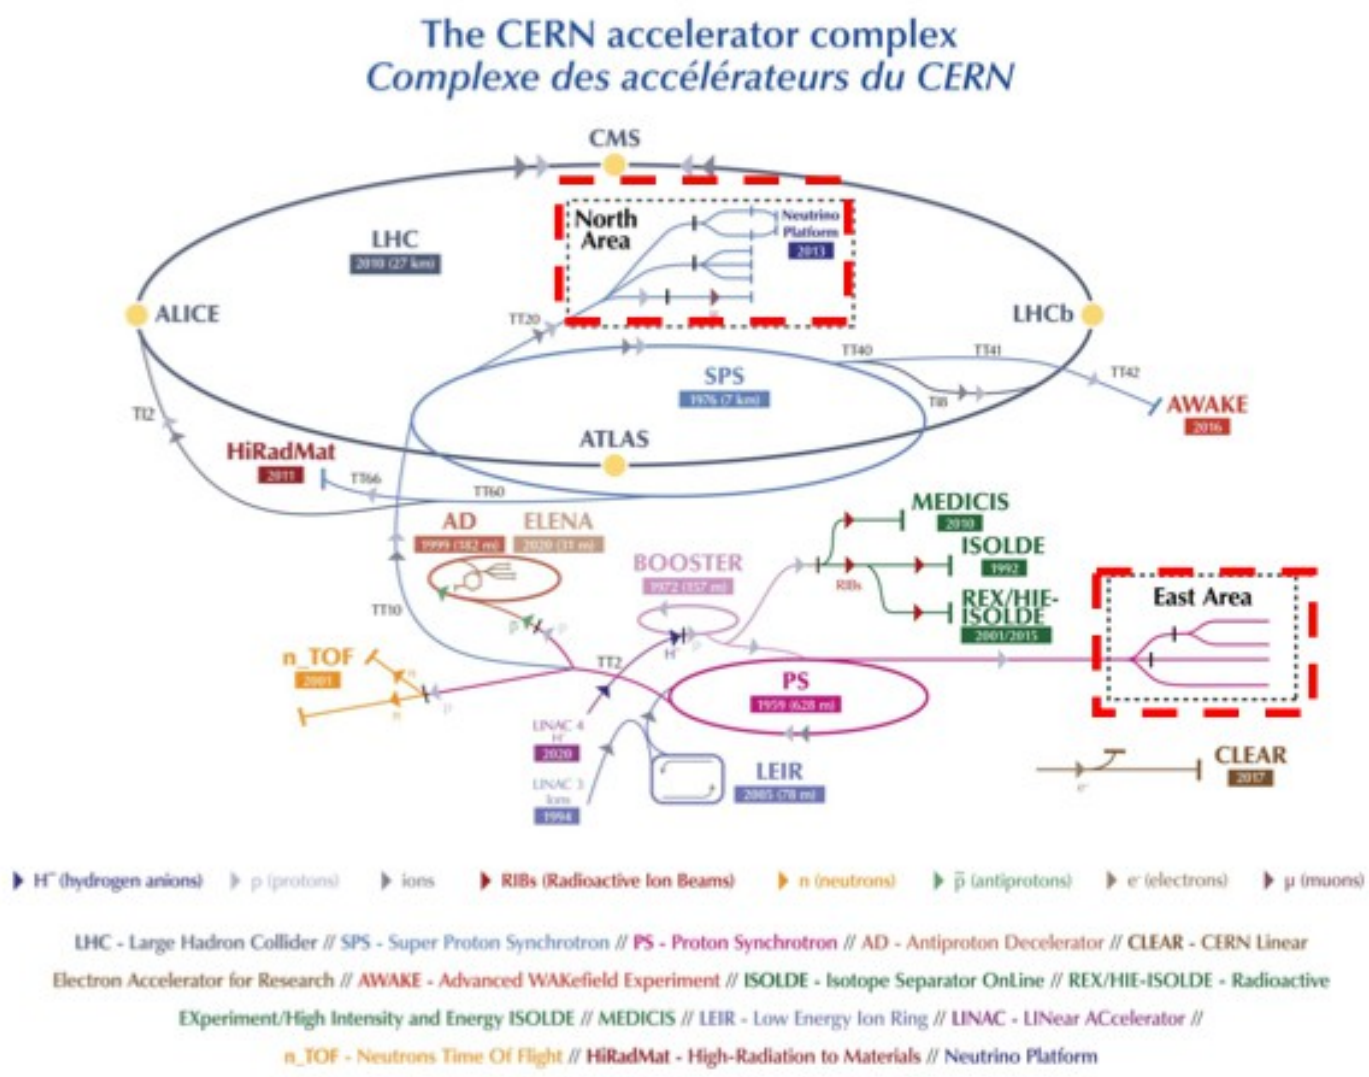 The CERN accelerator complex
Complexe des accélérateurs du CERN
CMS
North
Area
Neutrino
Platform
2013
LHC
2010 (27 km)
ALICE
LHCb
TT20
TT40
TT41
TT42
SPS
1976 (7 km)
TI8
AWAKE
2016
TI2
ATLAS
HiRadMat
2011
TT66
TT60
MEDICIS
2010
AD
1999 (182 m)
ELENA
2020 (31 m)
ISOLDE
1992
BOOSTER
1972 (157 m)
RIBs
REX/HIE-
ISOLDE
2001/2015
East Area
TT10
p̄
p
H⁻
p
TT2
n_TOF
2001
n
n
p
PS
1959 (628 m)
LINAC 4
H⁻
2020
LINAC 3
Ions
1994
LEIR
2005 (78 m)
CLEAR
2017
e⁻
H⁻ (hydrogen anions)
p (protons)
ions
RIBs (Radioactive Ion Beams)
n (neutrons)
p̄ (antiprotons)
e⁻ (electrons)
μ (muons)
LHC - Large Hadron Collider // SPS - Super Proton Synchrotron // PS - Proton Synchrotron // AD - Antiproton Decelerator // CLEAR - CERN Linear
Electron Accelerator for Research // AWAKE - Advanced WAKefield Experiment // ISOLDE - Isotope Separator OnLine // REX/HIE-ISOLDE - Radioactive
EXperiment/High Intensity and Energy ISOLDE // MEDICIS // LEIR - Low Energy Ion Ring // LINAC - LINear ACcelerator //
n_TOF - Neutrons Time Of Flight // HiRadMat - High-Radiation to Materials // Neutrino Platform